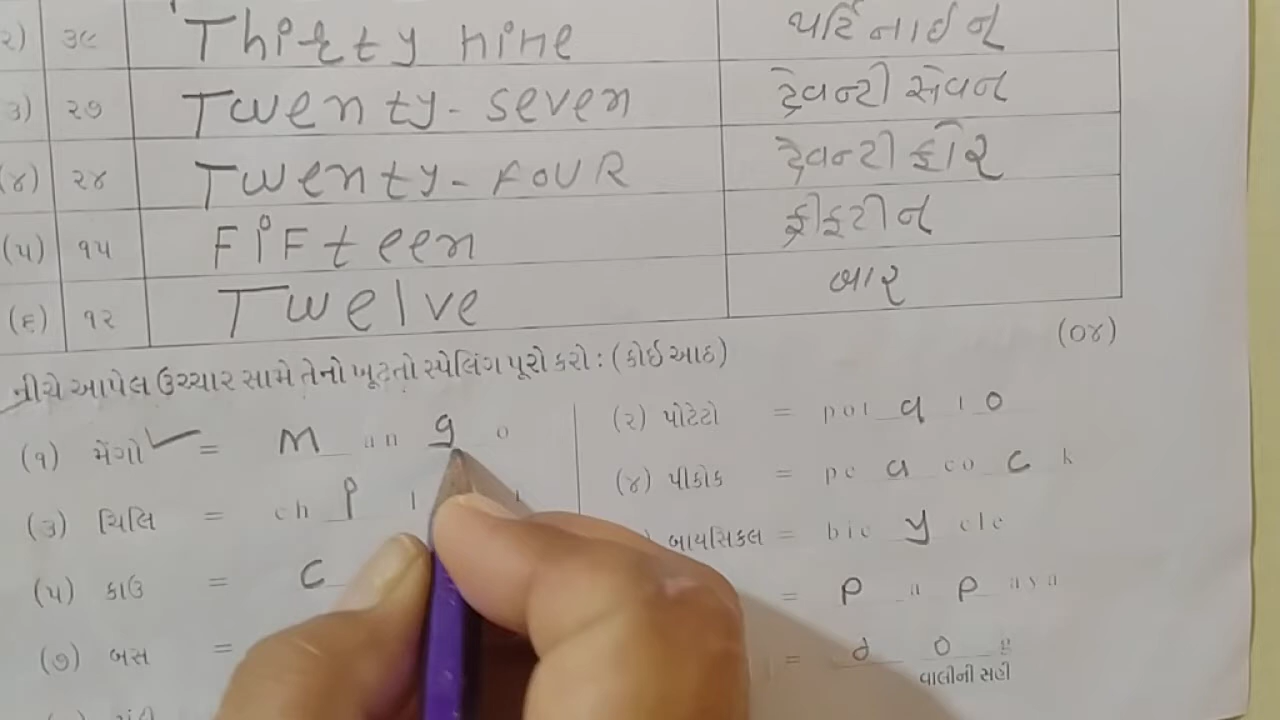 ૨) ૩૯ Thirty nine થર્ટિ નાઇન્
૩) ૨૭ Twenty-seven ટ્વેન્ટી સેવન
(૪) ૨૪ Twenty-FOUR ટ્વેન્ટી ફોર
(૫) ૧૫ FiFteen ફીફટીન્
(૬) ૧૨ Twelve બાર
નીચે આપેલ ઉચ્ચાર સામે તેનો ખૂટતો સ્પેલિંગ પૂરો કરો : (કોઇ આઠ) (૦૪)
(૧) મેંગો = m an g o
(૨) પોટેટો = pot a t o
(૩) ચિલિ = ch i l
(૪) પીકોક = pe a co c k
(૫) કાઉ = c
બાયસિકલ = bic y cle
(૭) બસ =
= p a p aya
= d o g
વાલીની સહી